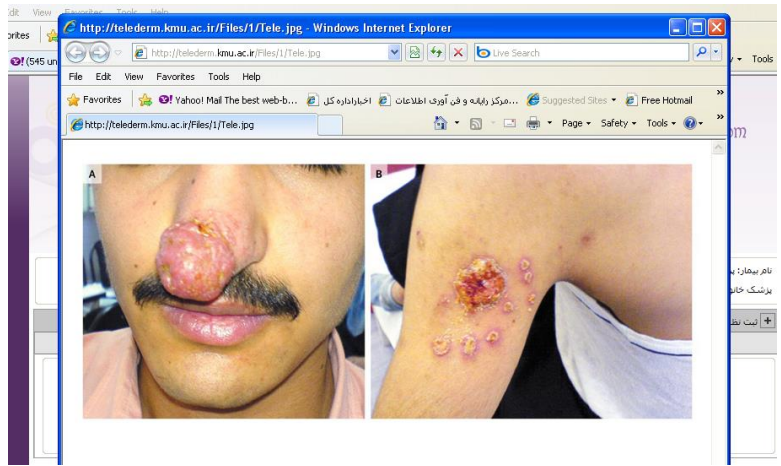 dit View Favorites Tools Help
orites
(545 un
http://telederm.kmu.ac.ir/Files/1/Tele.jpg - Windows Internet Explorer
http://telederm.kmu.ac.ir/Files/1/Tele.jpg
Live Search
Tools
File Edit View Favorites Tools Help
Favorites
Yahoo! Mail The best web-b...
اخباراداره کل
مرکز رایانه و فن آوری اطلاعات...
Suggested Sites
Free Hotmail
http://telederm.kmu.ac.ir/Files/1/Tele.jpg
Page Safety Tools
om
A
B
نام بیمار:
پزشک خان
ثبت نظ